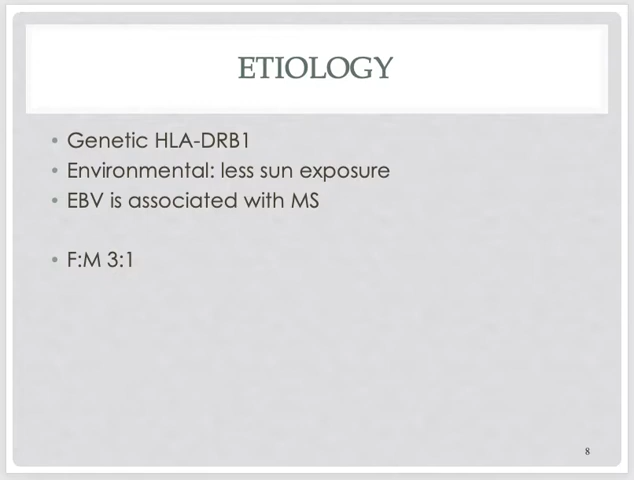 ETIOLOGY
• Genetic HLA-DRB1
• Environmental: less sun exposure
• EBV is associated with MS
• F:M 3:1
8